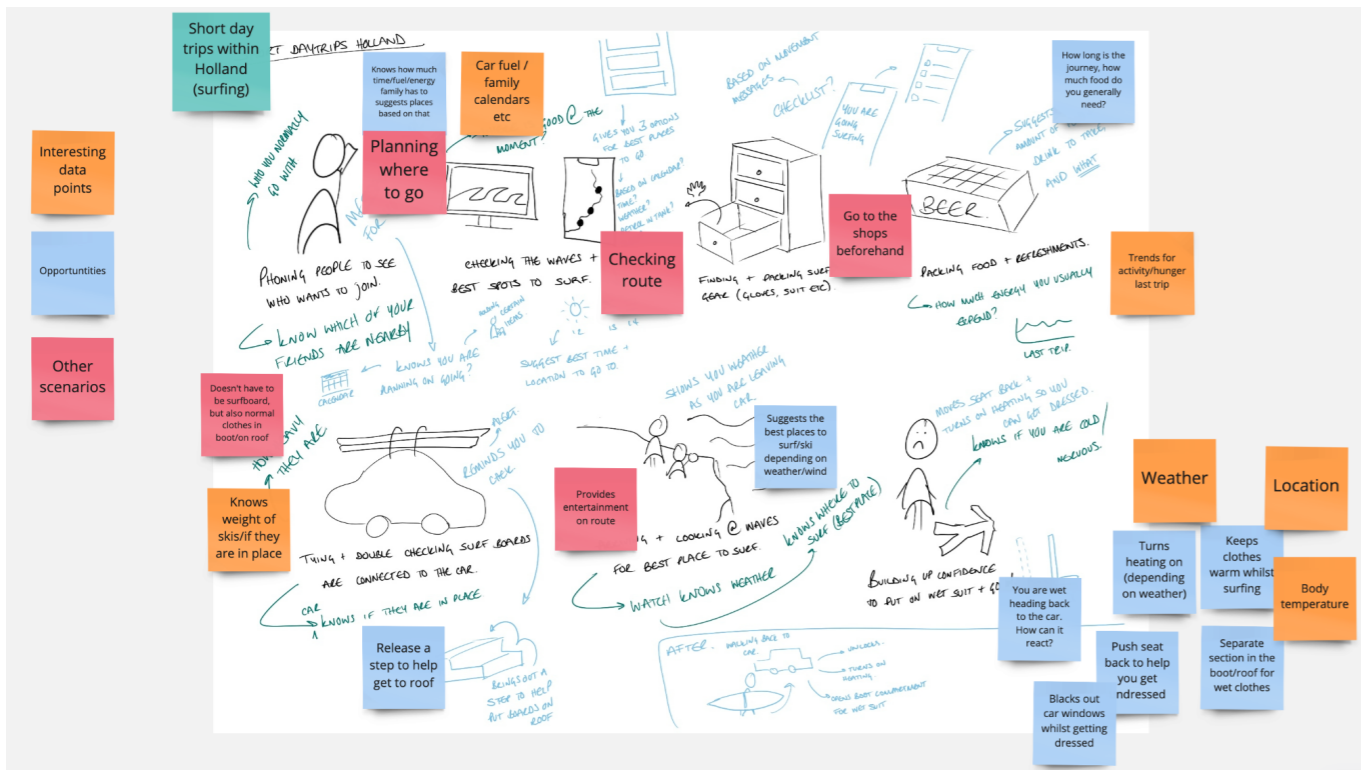 Short day
trips within
Holland
(surfing)
DAYTRIPS HOLLAND
Knows how much
time/fuel/energy
family has to
suggests places
based on that
Car fuel /
family
calendars
etc
Interesting
data
points
Opportuntities
Other
scenarios
WHO YOU NORMALLY
GO WITH
Planning
where
to go
GOOD @ THE
MOMENT?
GIVES YOU 3 OPTIONS
FOR BEST PLACES
TO GO
BASED ON CALENDAR?
TIME?
WEATHER?
PETROL IN TANK?
BASED ON MOVEMENT
MESSAGES
CHECKLIST?
YOU ARE
GOING
SURFING
How long is the
journey, how
much food do
you generally
need?
SUGGESTS
AMOUNT OF
DRINK TO TAKE,
AND WHAT
BEER
PHONING PEOPLE TO SEE
WHO WANTS TO JOIN.
KNOW WHICH OF YOUR
FRIENDS ARE NEARBY
CHECKING THE WAVES +
BEST SPOTS TO SURF.
Checking
route
FINDING + PACKING SURF
GEAR (GLOVES, SUIT ETC).
Go to the
shops
beforehand
PACKING FOOD + REFRESHMENTS.
HOW MUCH ENERGY YOU USUALLY
EXPEND?
LAST TRIP.
Trends for
activity/hunger
last trip
CERTAIN
ITEMS
KNOWS YOU ARE
PLANNING ON GOING?
CALENDAR
SUGGEST BEST TIME +
LOCATION TO GO TO.
Doesn't have to
be surfboard,
but also normal
clothes in
boot/on roof
THEY ARE
Knows
weight of
skis/if they
are in place
ALERT.
REMINDS YOU TO
CHECK
TYING + DOUBLE CHECKING SURF BOARDS
ARE CONNECTED TO THE CAR.
CAR
KNOWS IF THEY ARE IN PLACE
Release a
step to help
get to roof
BRINGS OUT A
STEP TO HELP
PUT BOARDS ON
ROOF
SHOWS YOU WEATHER
AS YOU ARE LEAVING
CAR
Suggests the
best places to
surf/ski
depending on
weather/wind
Provides
entertainment
on route
+ LOOKING @ WAVES
FOR BEST PLACE TO SURF.
WATCH KNOWS WEATHER
KNOWS WHERE TO
SURF (BEST PLACE)
MOVES SEAT BACK +
TURNS ON HEATING SO YOU
CAN GET DRESSED.
KNOWS IF YOU ARE COLD/
NERVOUS.
BUILDING UP CONFIDENCE
TO PUT ON WET SUIT + GO
AFTER.
WALKING BACK TO
CAR.
UNLOCKS.
TURNS ON
HEATING.
OPENS BOOT COMPARTMENT
FOR WET SUIT
Weather
Location
Turns
heating on
(depending
on weather)
Keeps
clothes
warm whilst
surfing
Body
temperature
You are wet
heading back
to the car.
How can it
react?
Push seat
back to help
you get
undressed
Separate
section in the
boot/roof for
wet clothes
Blacks out
car windows
whilst getting
dressed